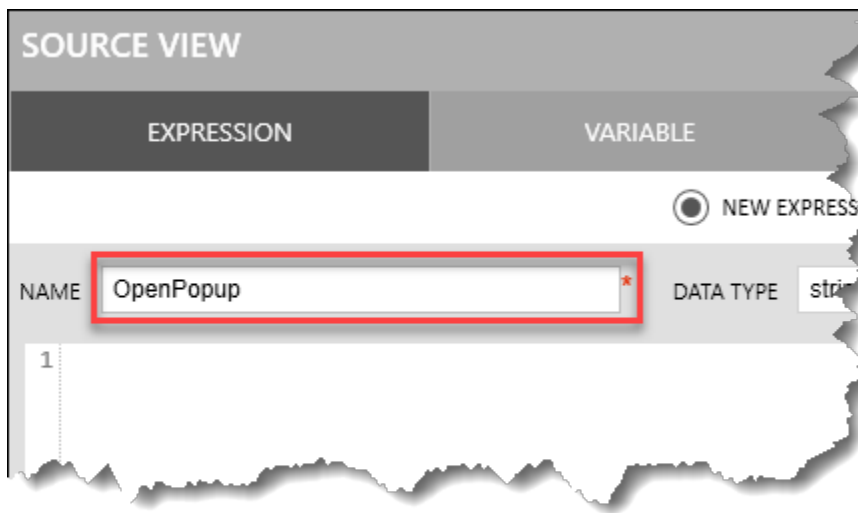 SOURCE VIEW
EXPRESSION VARIABLE
NEW EXPRESS
NAME OpenPopup * DATA TYPE
1